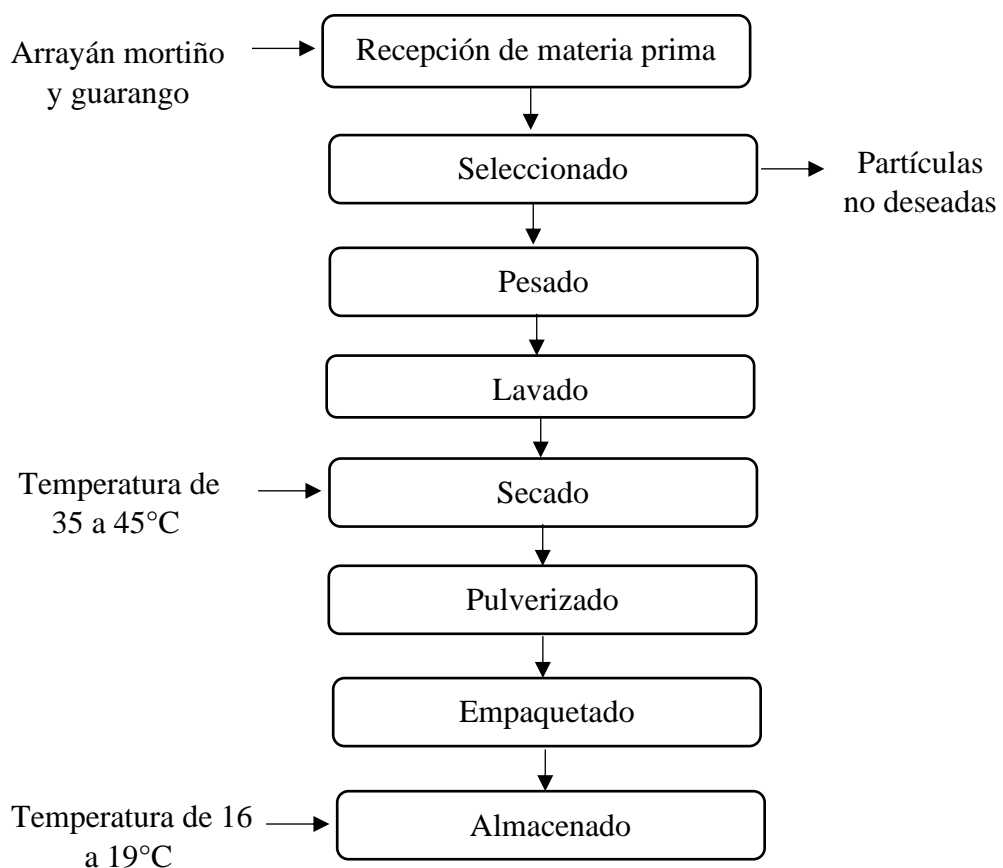 Arrayán mortiño
y guarango
Recepción de materia prima
Seleccionado
Partículas
no deseadas
Pesado
Lavado
Temperatura de
35 a 45°C
Secado
Pulverizado
Empaquetado
Temperatura de 16
a 19°C
Almacenado